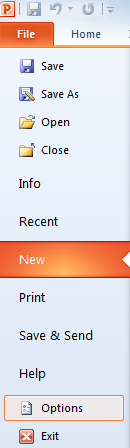 File Home
Save
Save As
Open
Close
Info
Recent
New
Print
Save & Send
Help
Options
Exit